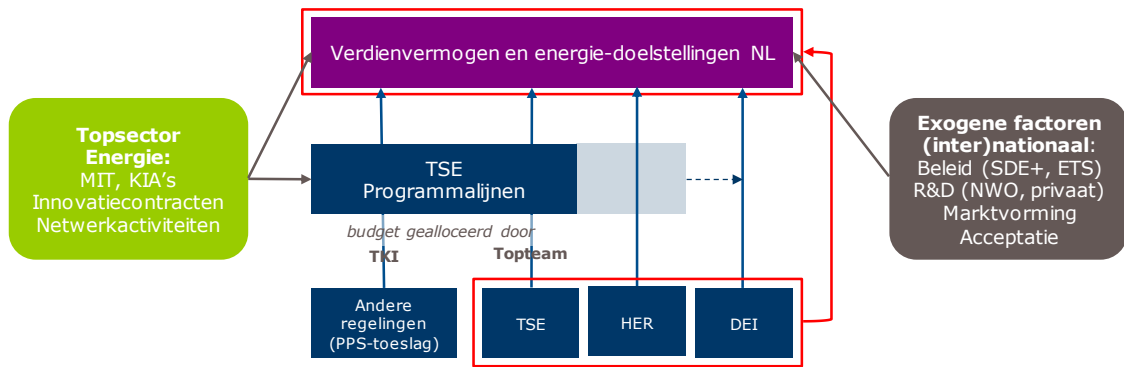 Verdienvermogen en energie-doelstellingen NL
Topsector
Energie:
MIT, KIA's
Innovatiecontracten
Netwerkactiviteiten
TSE
Programmalijnen
Exogene factoren
(inter)nationaal:
Beleid (SDE+, ETS)
R&D (NWO, privaat)
Marktvorming
Acceptatie
budget gealloceerd door
TKI Topteam
Andere
regelingen
(PPS-toeslag)
TSE
HER
DEI